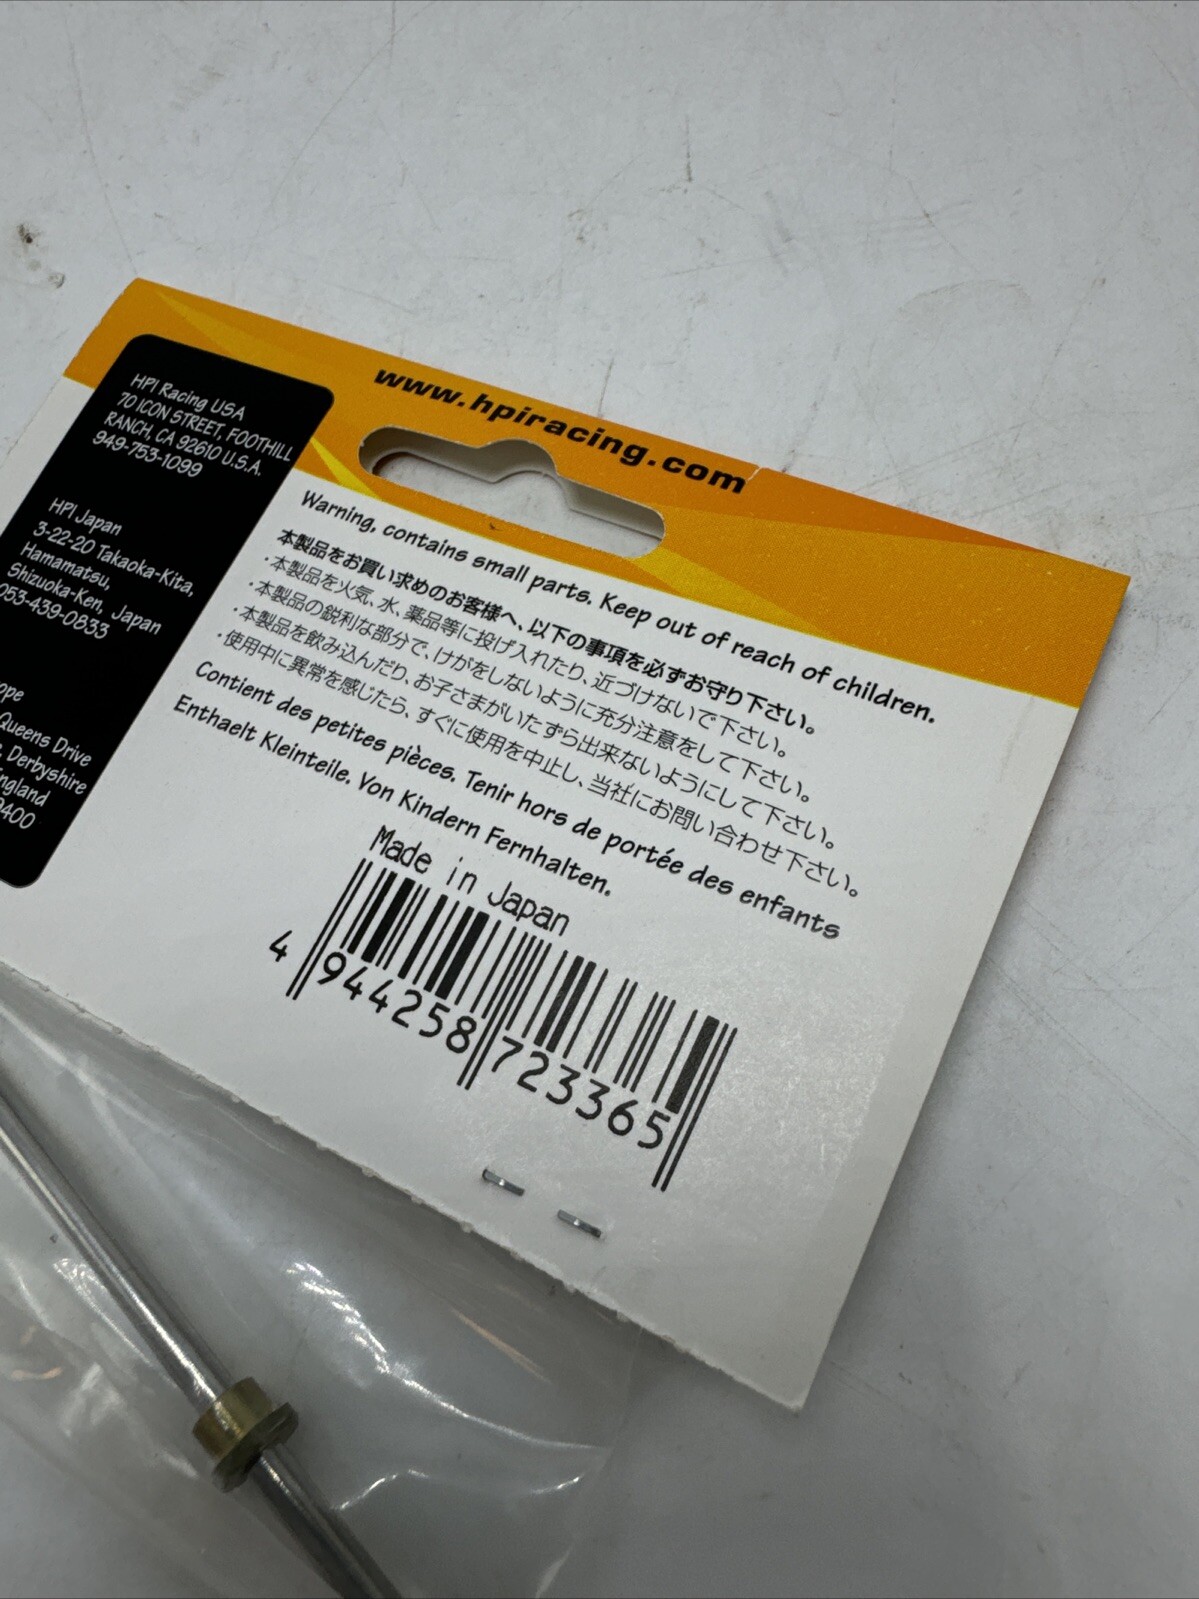 www.hpiracing.com
HPI Racing USA
70 ICON STREET, FOOTHILL
RANCH, CA 92610 U.S.A.
949-753-1099
HPI Japan
3-22-20 Takaoka-Kita,
Hamamatsu,
Shizuoka-Ken, Japan
053-439-0833
Queens Drive
Derbyshire
Warning, contains small parts. Keep out of reach of children.
本製品をお買い求めのお客様へ、以下の事項を必ずお守り下さい。
・本製品を火気、水、薬品等に投げ入れたり、近づけないで下さい。
・本製品の鋭利な部分で、けがをしないように充分注意をして下さい。
・本製品を飲み込んだり、お子さまがいたずら出来ないようにして下さい。
・使用中に異常を感じたら、すぐに使用を中止し、当社にお問い合わせ下さい。
Contient des petites pièces. Tenir hors de portée des enfants
Enthaelt Kleinteile. Von Kindern Fernhalten.
Made in Japan
4 944258 723365